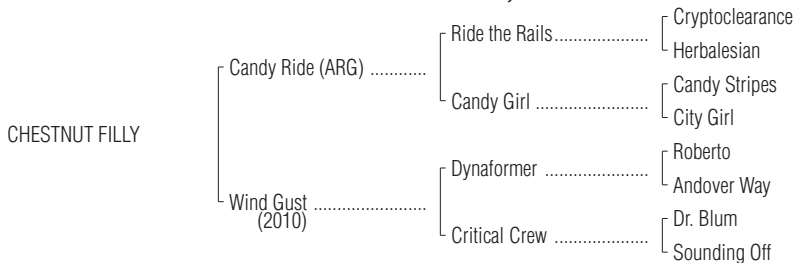 Cryptoclearance
Ride the Rails.....................
Herbalesian
Candy Ride (ARG) ............
Candy Stripes
Candy Girl .........................
City Girl
CHESTNUT FILLY
Roberto
Dynaformer .......................
Andover Way
Wind Gust ........................
(2010)
Dr. Blum
Critical Crew .....................
Sounding Off